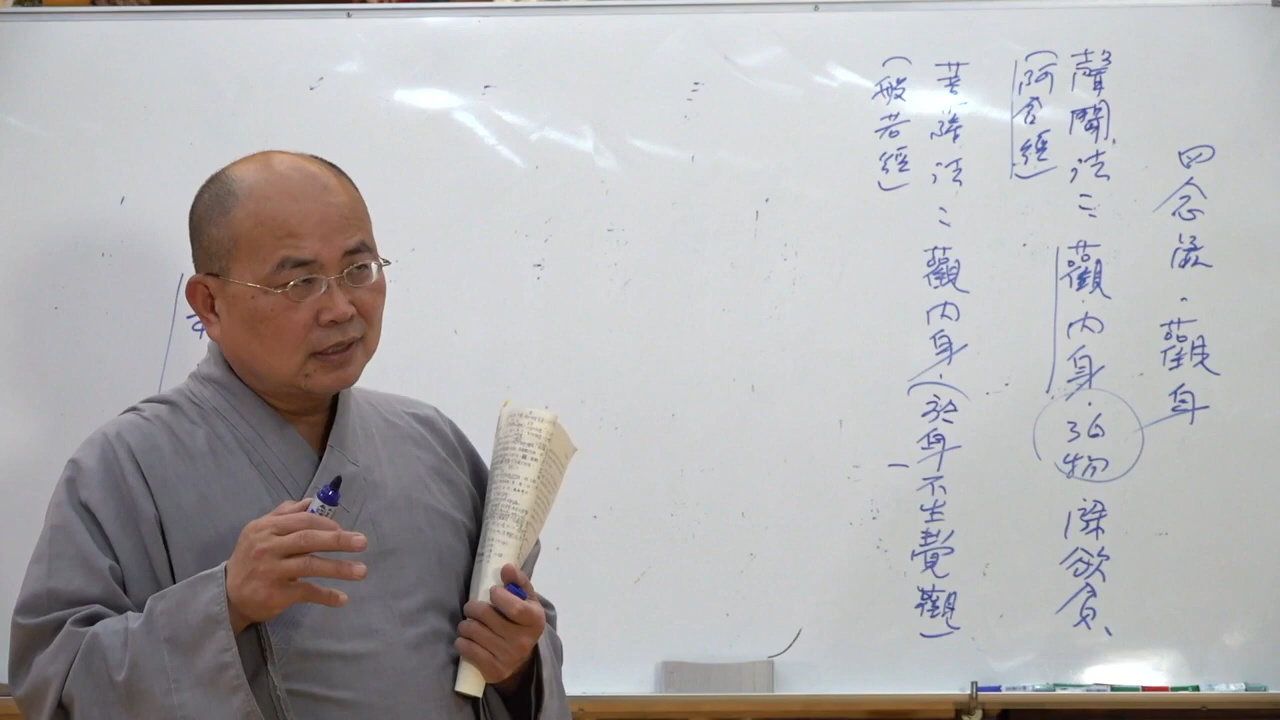 四念處．觀身
聲聞法：觀內身．36物 除欲貪、
(阿含經)
菩薩法：觀內身．(於身不生覺觀)
(般若經)